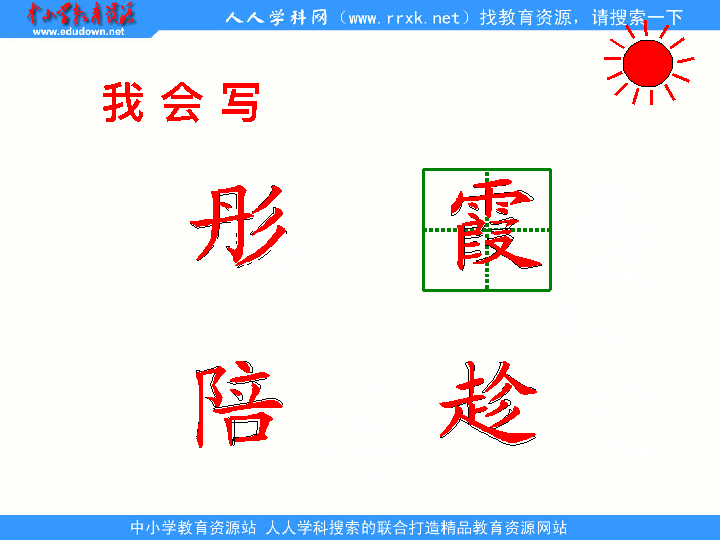 中小学教育资源
www.edudown.net
人人学科网（www.rrxk.net）找教育资源，请搜索一下
我会写
彤 霞
陪 趁
中小学教育资源站 人人学科搜索的联合打造精品教育资源网站